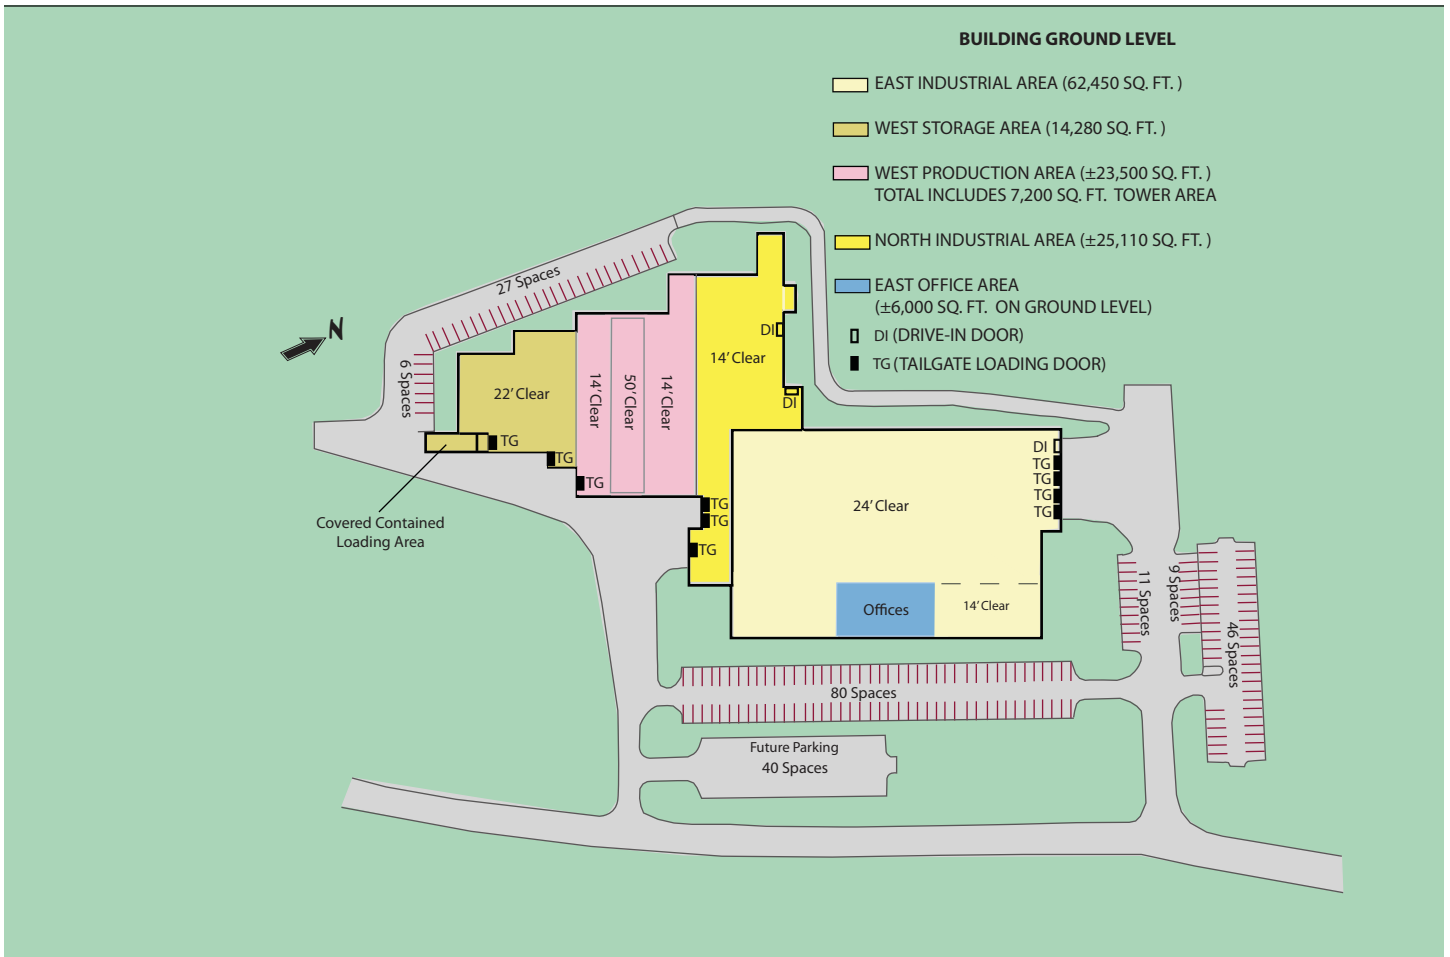 BUILDING GROUND LEVEL
EAST INDUSTRIAL AREA (62,450 SQ. FT. )
WEST STORAGE AREA (14,280 SQ. FT. )
WEST PRODUCTION AREA (±23,500 SQ. FT. )
TOTAL INCLUDES 7,200 SQ. FT.  TOWER AREA
NORTH INDUSTRIAL AREA (±25,110 SQ. FT. )
EAST OFFICE AREA
(±6,000 SQ. FT.  ON GROUND LEVEL)
DI (DRIVE-IN DOOR)
TG (TAILGATE LOADING DOOR)
27 Spaces
N
6 Spaces
DI
14' Clear
DI
22' Clear
14' Clear
50' Clear
14' Clear
TG
TG
TG
TG
TG
TG
DI
TG
TG
TG
TG
24' Clear
Covered Contained
Loading Area
Offices
14' Clear
11 Spaces
9 Spaces
46 Spaces
80 Spaces
Future Parking
40 Spaces